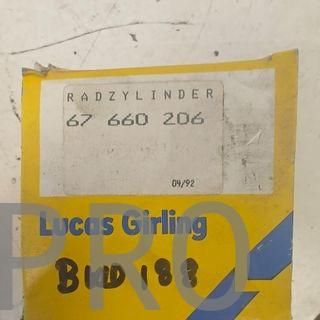 RADZYLINDER
67 660 206
04/92
Lucas Girling
PRO
BWD 188